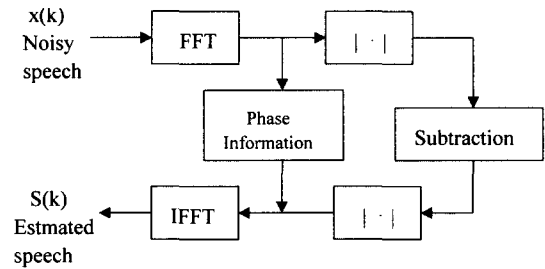 x(k)
Noisy
speech
FFT
| · |
Phase
Information
Subtraction
S(k)
Estmated
speech
IFFT
| · |